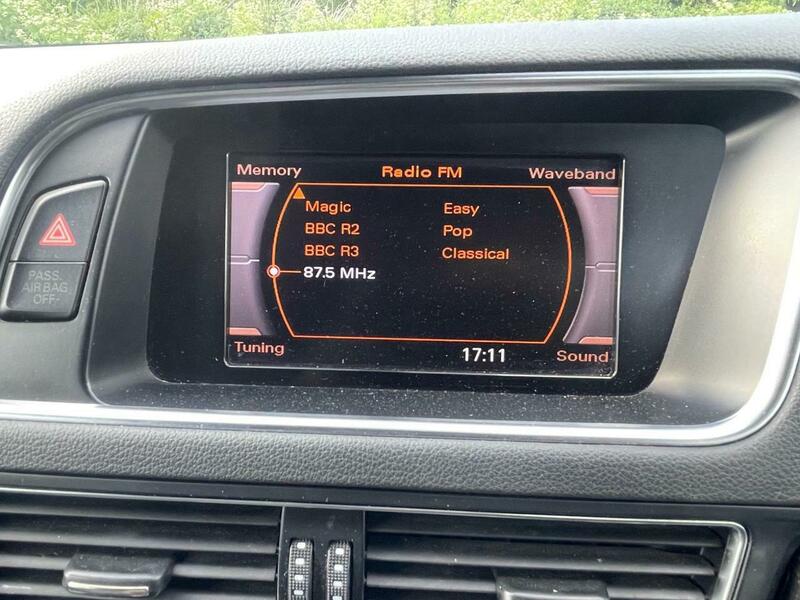 Memory Radio FM Waveband
Magic Easy
BBC R2 Pop
BBC R3 Classical
87.5 MHz
Tuning 17:11 Sound
PASS.
AIR BAG
OFF